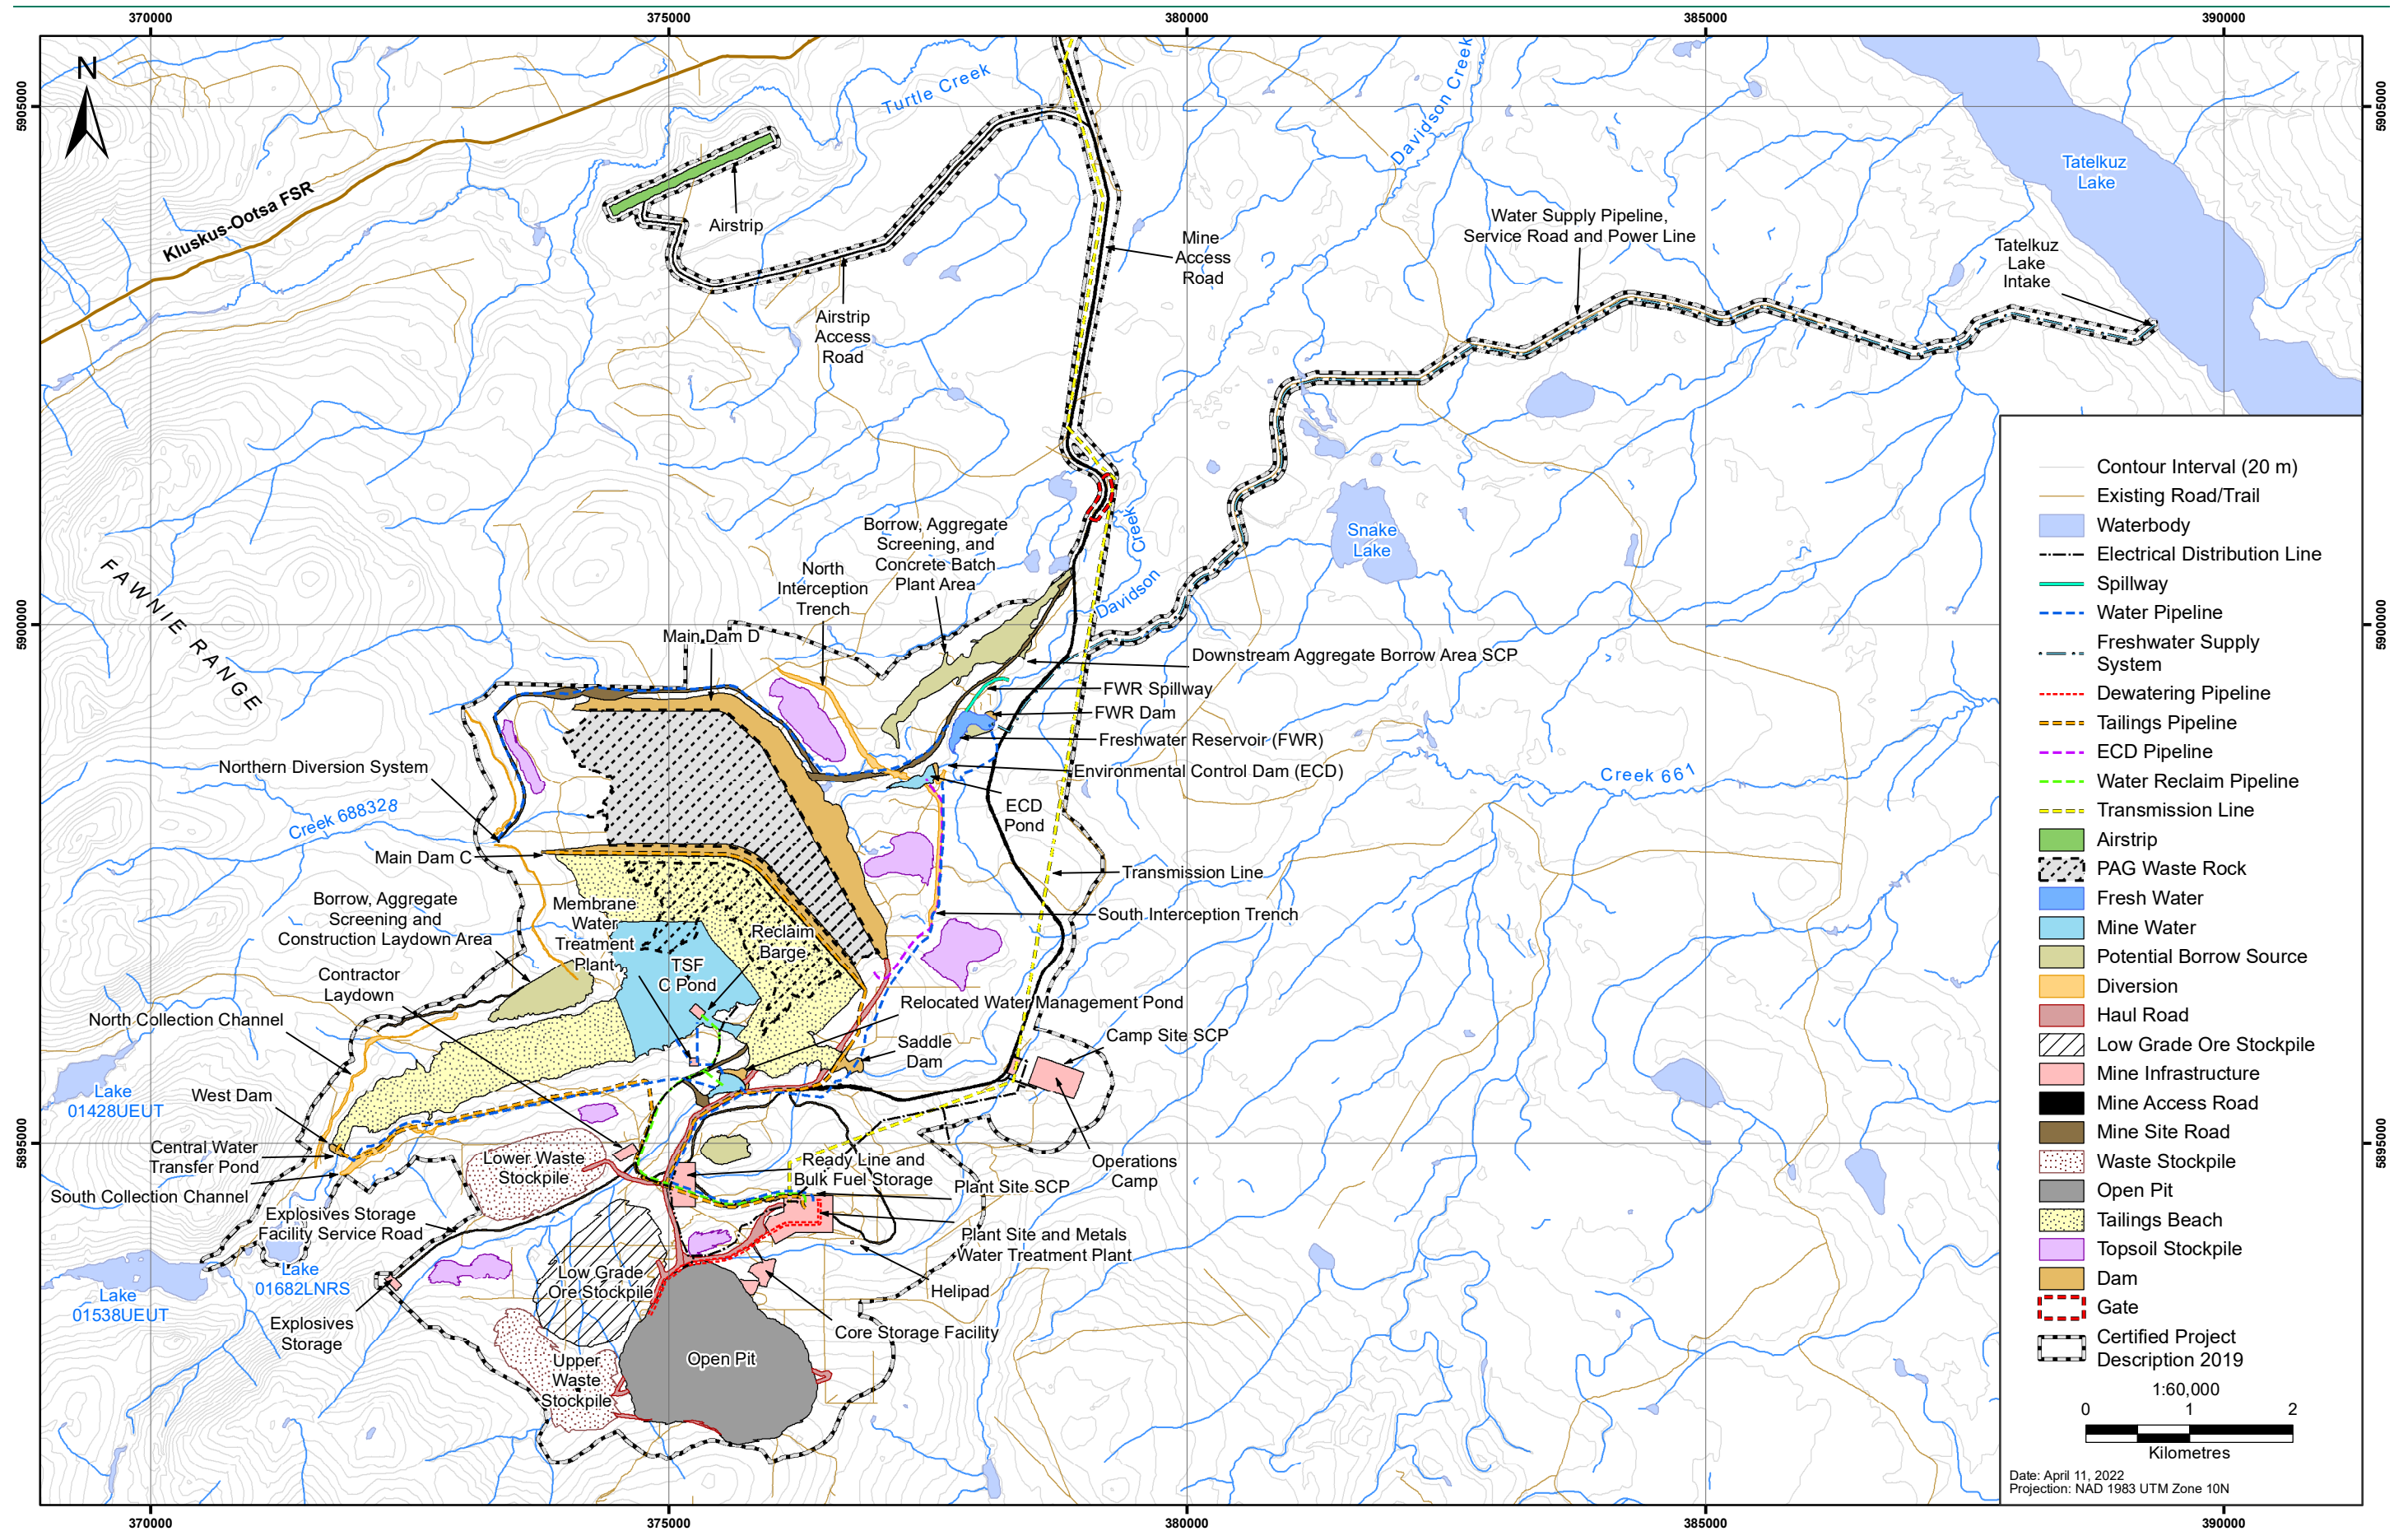 370000
375000
380000
385000
390000
N
5905000
5905000
Turtle Creek
Davidson Creek
Tatelkuz
Lake
Kluskus-Ootsa FSR
Airstrip
Water Supply Pipeline,
Service Road and Power Line
Mine
Access
Road
Tatelkuz
Lake
Intake
Airstrip
Access
Road
FAWNIE RANGE
Borrow, Aggregate
Screening, and
Concrete Batch
Plant Area
North
Interception
Trench
Snake
Lake
Davidson Creek
5900000
5900000
Main Dam D
Downstream Aggregate Borrow Area SCP
FWR Spillway
FWR Dam
Freshwater Reservoir (FWR)
Environmental Control Dam (ECD)
ECD
Pond
Northern Diversion System
Creek 688328
Creek 661
Main Dam C
Transmission Line
South Interception Trench
Borrow, Aggregate
Screening and
Construction Laydown Area
Membrane
Water
Treatment
Plant
Reclaim
Barge
TSF
C Pond
Contractor
Laydown
Relocated Water Management Pond
North Collection Channel
Saddle
Dam
Camp Site SCP
Lake
01428UEUT
West Dam
5895000
5895000
Central Water
Transfer Pond
South Collection Channel
Lower Waste
Stockpile
Ready Line and
Bulk Fuel Storage
Operations
Camp
Plant Site SCP
Explosives Storage
Facility Service Road
Plant Site and Metals
Water Treatment Plant
Lake
01682LNRS
Lake
01538UEUT
Low Grade
Ore Stockpile
Helipad
Explosives
Storage
Core Storage Facility
Upper
Waste
Stockpile
Open Pit
Contour Interval (20 m)
Existing Road/Trail
Waterbody
Electrical Distribution Line
Spillway
Water Pipeline
Freshwater Supply
System
Dewatering Pipeline
Tailings Pipeline
ECD Pipeline
Water Reclaim Pipeline
Transmission Line
Airstrip
PAG Waste Rock
Fresh Water
Mine Water
Potential Borrow Source
Diversion
Haul Road
Low Grade Ore Stockpile
Mine Infrastructure
Mine Access Road
Mine Site Road
Waste Stockpile
Open Pit
Tailings Beach
Topsoil Stockpile
Dam
Gate
Certified Project
Description 2019
1:60,000
0 1 2
Kilometres
Date: April 11, 2022
Projection: NAD 1983 UTM Zone 10N
370000
375000
380000
385000
390000